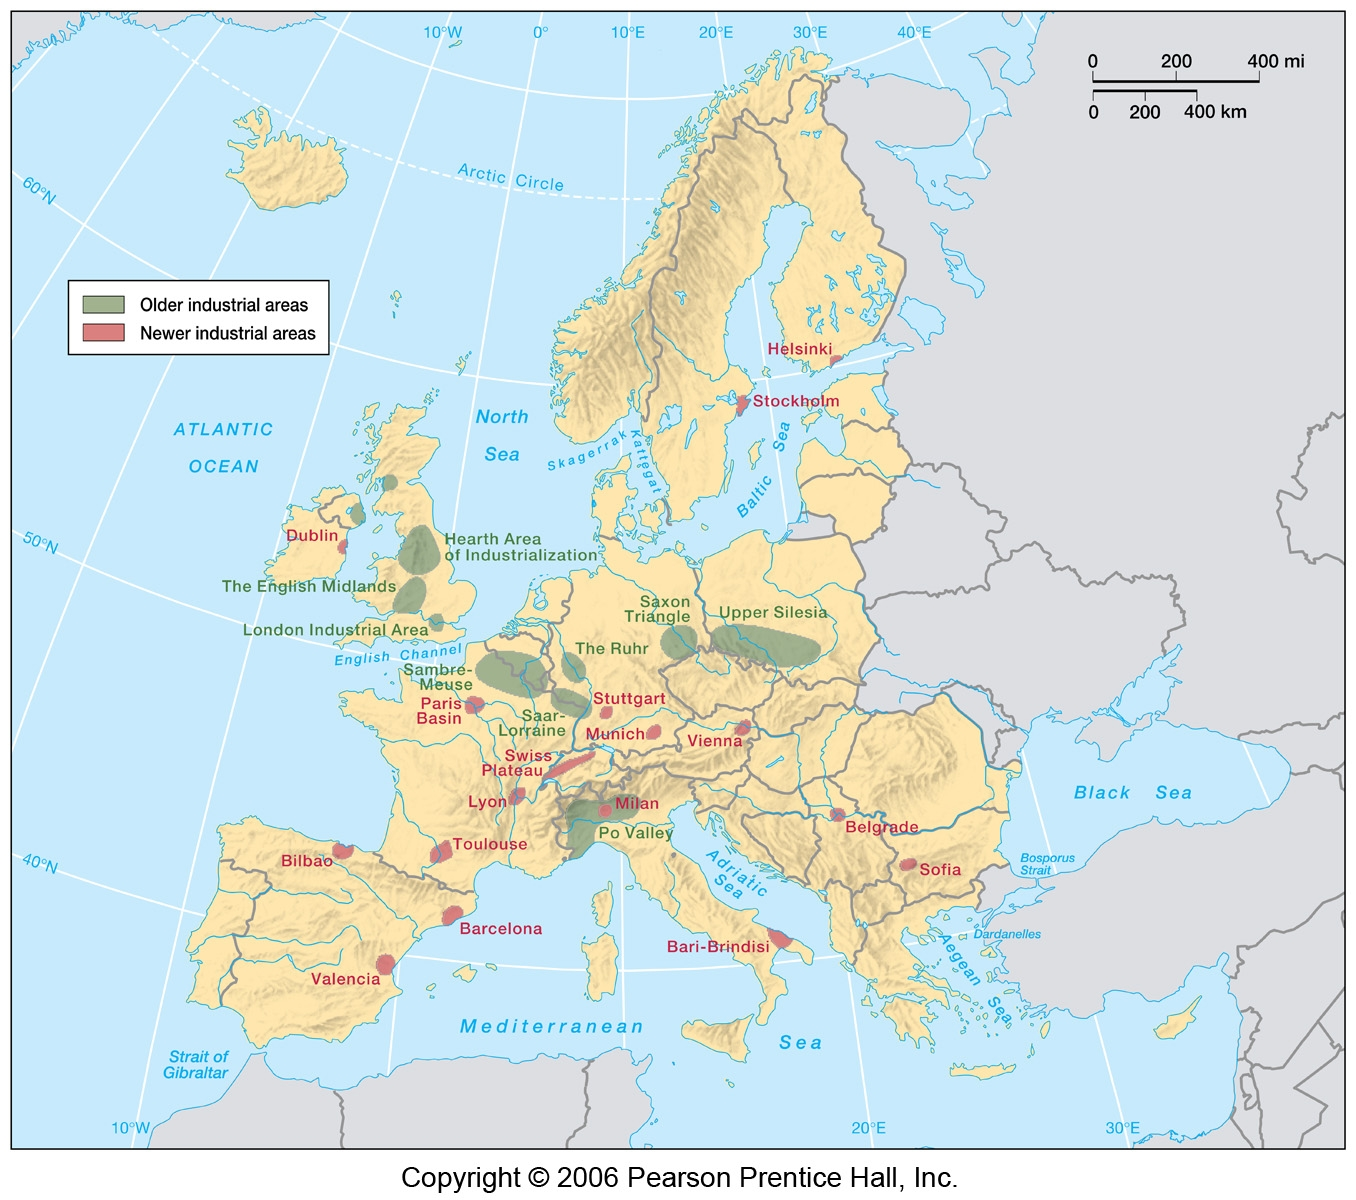 10°W
0°
10°E
20°E
30°E
40°E
0 200 400 mi
0 200 400 km
Arctic Circle
60°N
Older industrial areas
Newer industrial areas
Helsinki
Stockholm
ATLANTIC
OCEAN
North
Sea
Skagerrak
Kattegat
Baltic Sea
50°N
Dublin
Hearth Area
of Industrialization
The English Midlands
London Industrial Area
English Channel
Saxon
Triangle
Upper Silesia
The Ruhr
Sambre-
Meuse
Paris
Basin
Saar-
Lorraine
Stuttgart
Munich
Vienna
Swiss
Plateau
Lyon
Milan
Po Valley
Belgrade
Black Sea
Toulouse
Bilbao
Adriatic
Sea
Sofia
Bosporus
Strait
40°N
Barcelona
Bari-Brindisi
Dardanelles
Aegean Sea
Valencia
Mediterranean
Sea
Strait of
Gibraltar
10°W
20°E
30°E
Copyright © 2006 Pearson Prentice Hall, Inc.